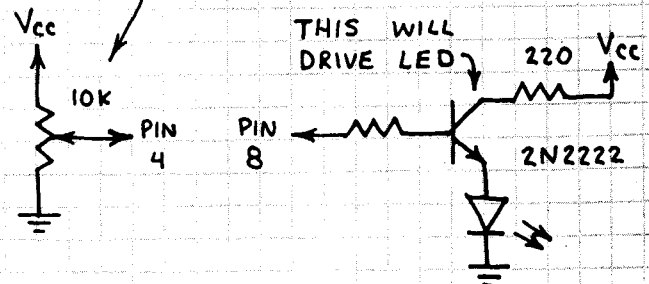 Vcc
10K
PIN
4
PIN
8
THIS WILL
DRIVE LED
220
Vcc
2N2222